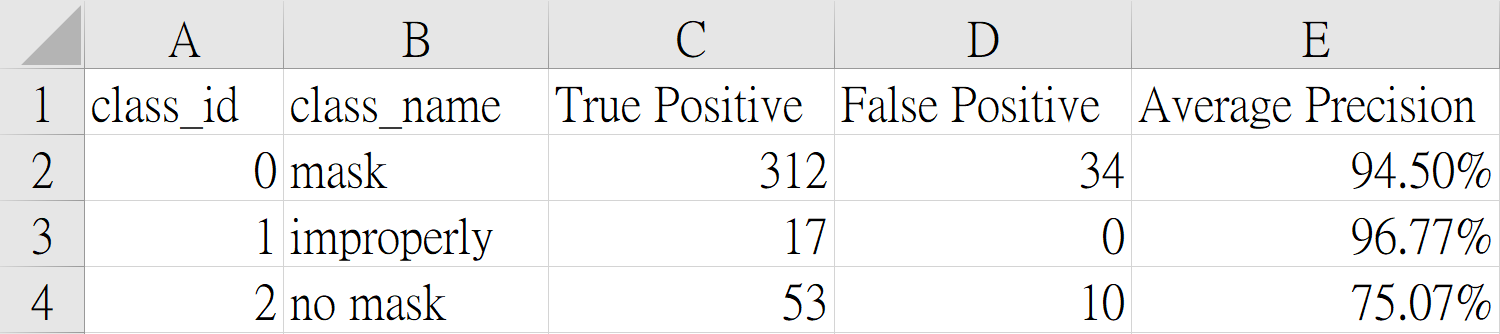 A B C D E
1 class_id class_name True Positive False Positive Average Precision
2 0 mask 312 34 94.50%
3 1 improperly 17 0 96.77%
4 2 no mask 53 10 75.07%